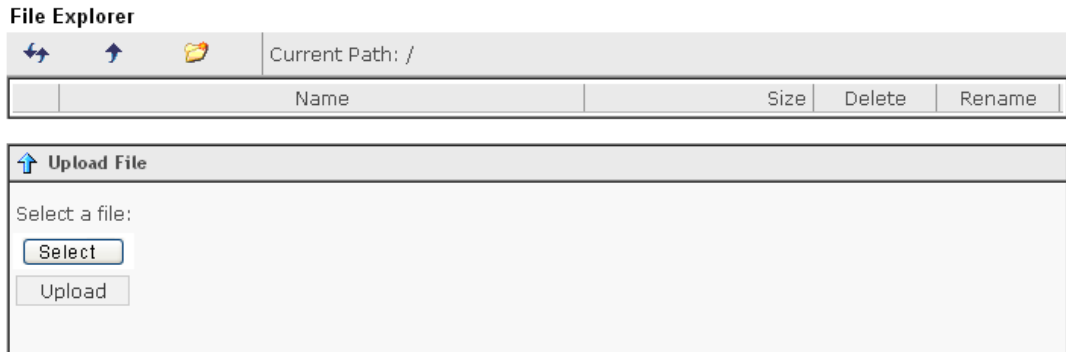 File Explorer
Current Path: /
Name Size Delete Rename
Upload File
Select a file:
Select
Upload